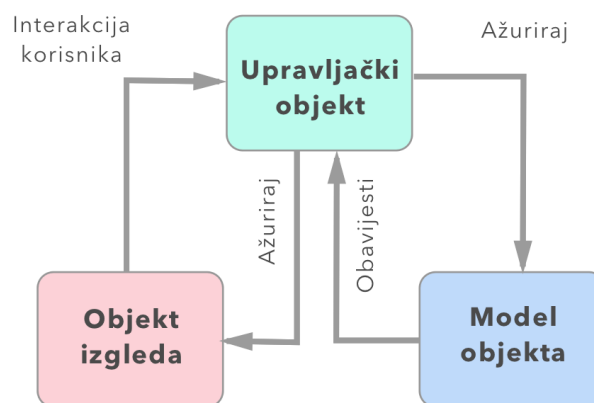 Interakcija
korisnika
Upravljački
objekt
Ažuriraj
Ažuriraj
Obavijesti
Objekt
izgleda
Model
objekta